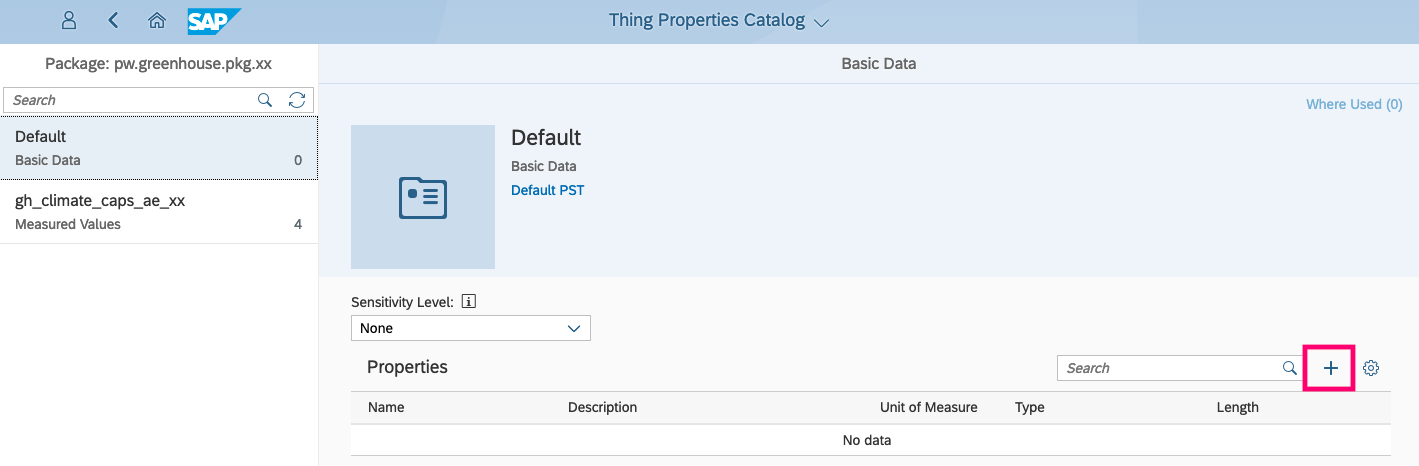 SAP
Thing Properties Catalog
Package: pw.greenhouse.pkg.xx
Search
Default
Basic Data 0
gh_climate_caps_ae_xx
Measured Values 4
Basic Data
Where Used (0)
Default
Basic Data
Default PST
Sensitivity Level:
None
Properties
Search
Name Description Unit of Measure Type Length
No data